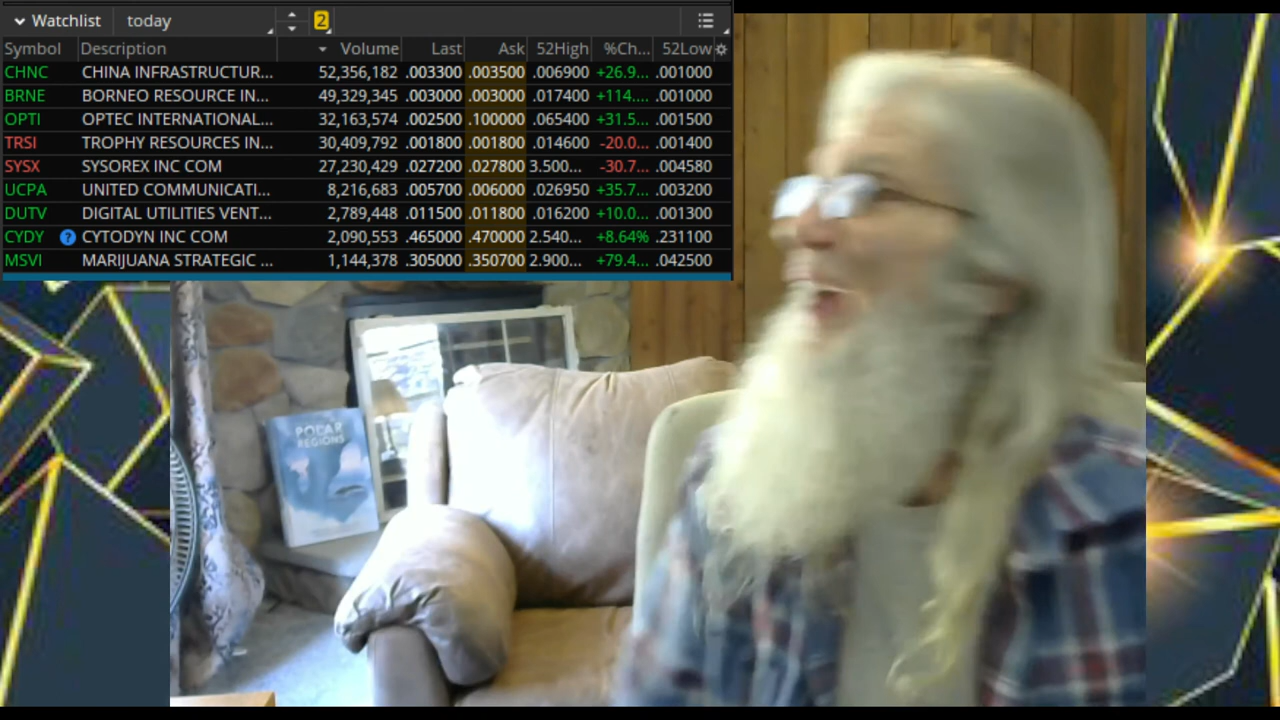 Watchlist today 2
Symbol Description Volume Last Ask 52High %Ch... 52Low
CHNC CHINA INFRASTRUCTUR... 52,356,182 .003300 .003500 .006900 +26.9... .001000
BRNE BORNEO RESOURCE IN... 49,329,345 .003000 .003000 .017400 +114.... .001000
OPTI OPTEC INTERNATIONAL... 32,163,574 .002500 .100000 .065400 +31.5... .001500
TRSI TROPHY RESOURCES IN... 30,409,792 .001800 .001800 .014600 -20.0... .001400
SYSX SYSOREX INC COM 27,230,429 .027200 .027800 3.500... -30.7... .004580
UCPA UNITED COMMUNICATI... 8,216,683 .005700 .006000 .026950 +35.7... .003200
DUTV DIGITAL UTILITIES VENT... 2,789,448 .011500 .011800 .016200 +10.0... .001300
CYDY ? CYTODYN INC COM 2,090,553 .465000 .470000 2.540... +8.64% .231100
MSVI MARIJUANA STRATEGIC ... 1,144,378 .305000 .350700 2.900... +79.4... .042500
POLAR
REGIONS